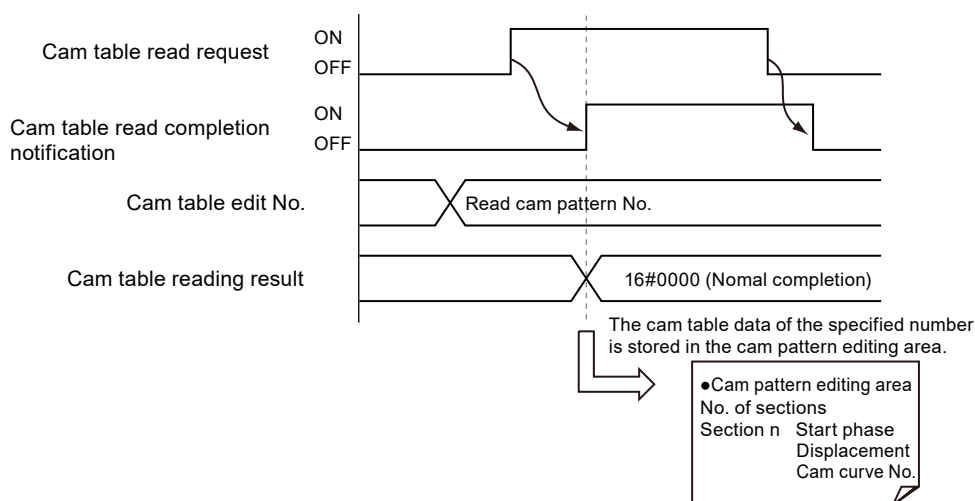 Cam table read request
ON
OFF
Cam table read completion
notification
ON
OFF
Cam table edit No.
Read cam pattern No.
Cam table reading result
16#0000 (Nomal completion)
The cam table data of the specified number
is stored in the cam pattern editing area.
●Cam pattern editing area
No. of sections
Section n Start phase
Displacement
Cam curve No.